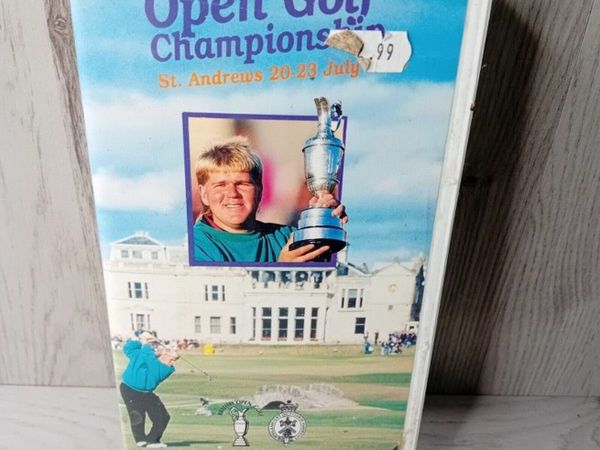 Open Golf
Championship
.99
St. Andrews 20-23 July